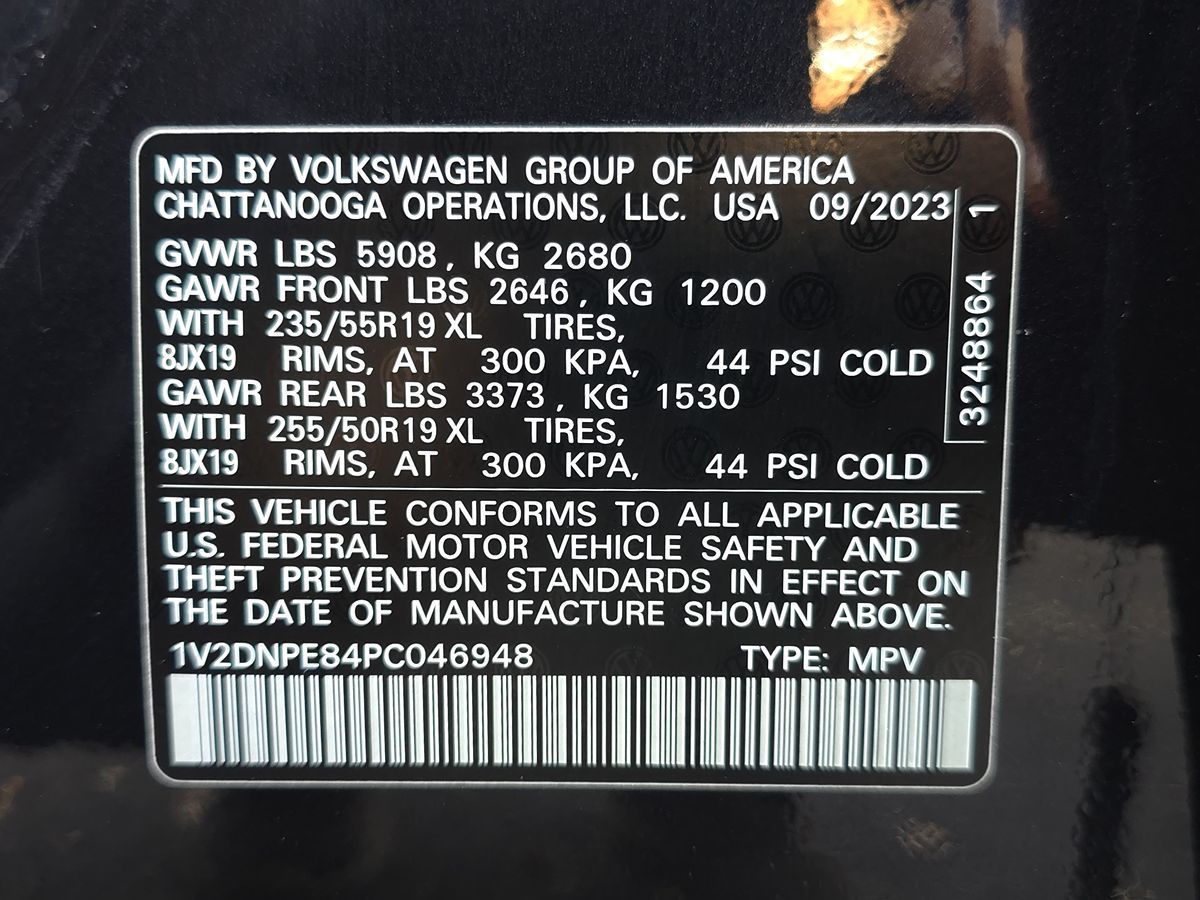 MFD BY VOLKSWAGEN GROUP OF AMERICA
CHATTANOOGA OPERATIONS, LLC. USA 09/2023
GVWR LBS 5908, KG 2680
GAWR FRONT LBS 2646, KG 1200
WITH 235/55R19 XL TIRES,
8JX19 RIMS, AT 300 KPA, 44 PSI COLD
GAWR REAR LBS 3373, KG 1530
WITH 255/50R19 XL TIRES,
8JX19 RIMS, AT 300 KPA, 44 PSI COLD
3248864 1
THIS VEHICLE CONFORMS TO ALL APPLICABLE
U.S. FEDERAL MOTOR VEHICLE SAFETY AND
THEFT PREVENTION STANDARDS IN EFFECT ON
THE DATE OF MANUFACTURE SHOWN ABOVE.
1V2DNPE84PC046948 TYPE: MPV